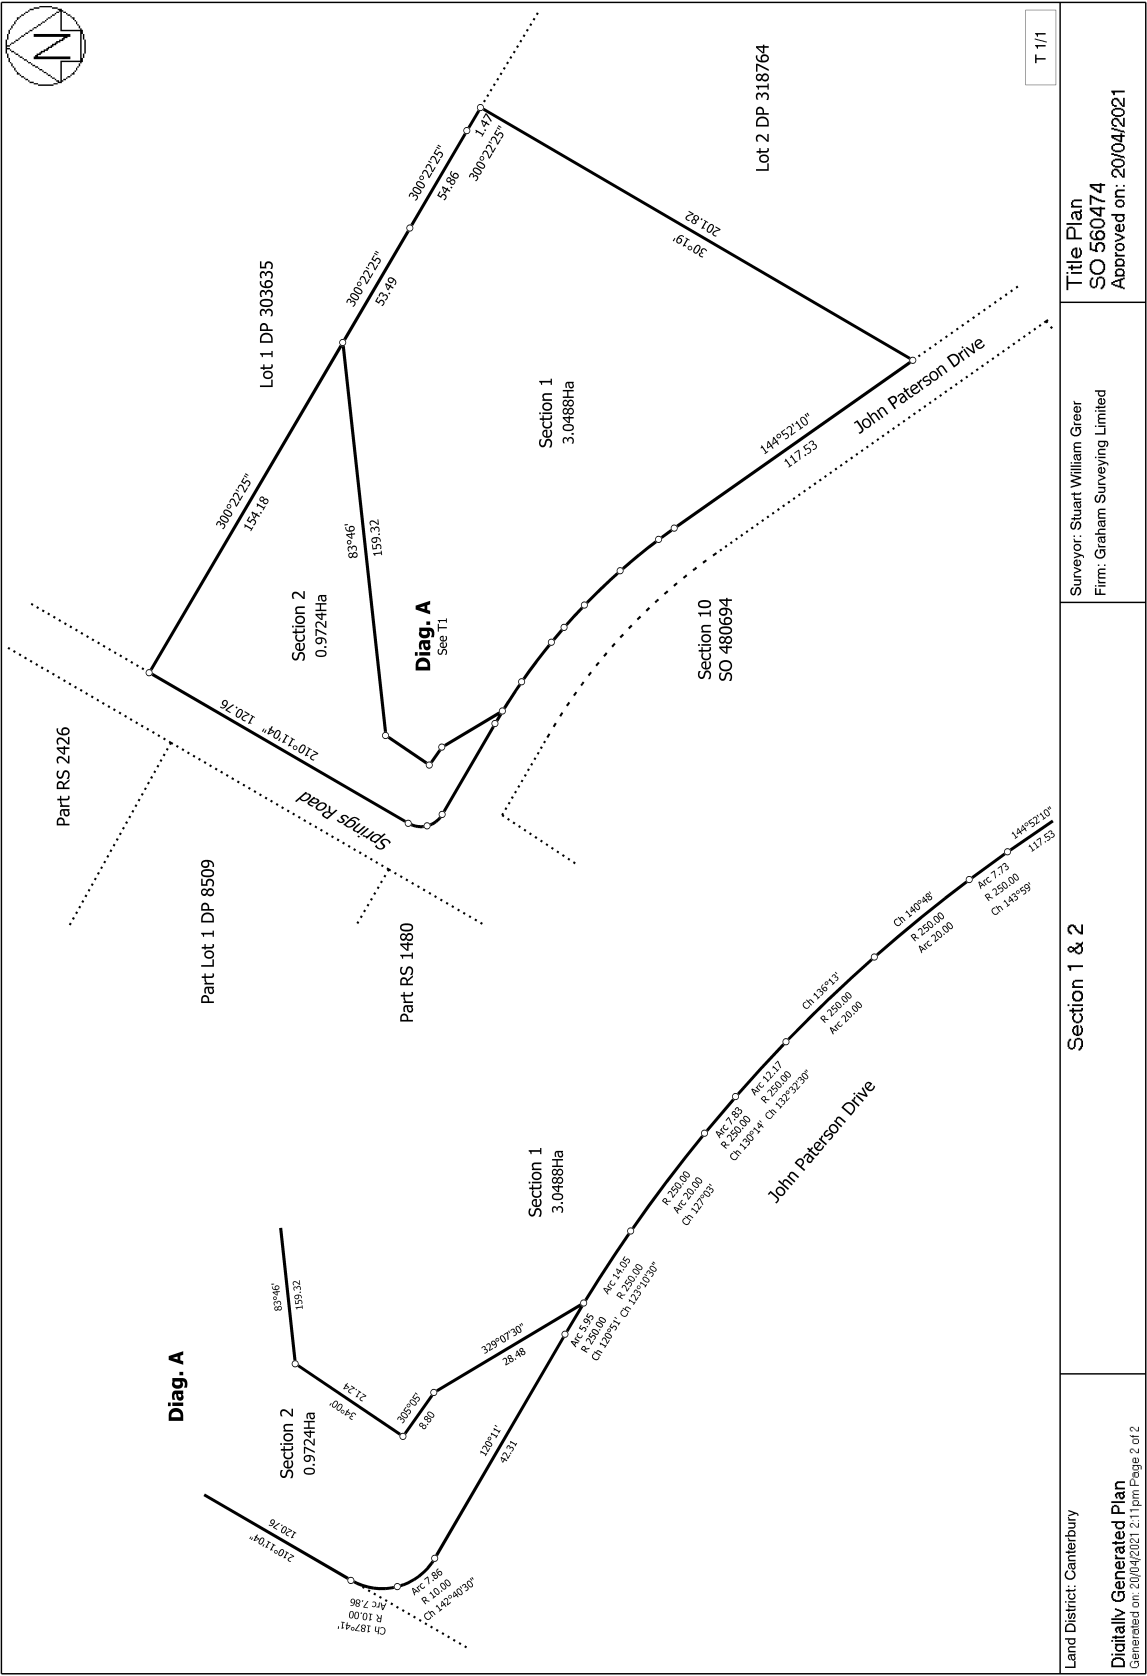 N
T 1/1
Lot 1 DP 303635
Lot 2 DP 318764
Part RS 2426
Part Lot 1 DP 8509
Part RS 1480
300°22'25"
154.18
300°22'25"
53.49
300°22'25"
54.86
1.47
300°22'25"
201.82
30°19'
Section 1
3.0488Ha
83°46'
159.32
Section 2
0.9724Ha
Diag. A
See T1
210°11'04"
120.76
Springs Road
144°52'10"
117.53
John Paterson Drive
Section 10
SO 480694
Diag. A
Section 2
0.9724Ha
83°46'
159.32
34°00'
21.24
305°05'
8.80
329°07'30"
28.48
210°11'04"
120.76
Ch 187°41'
R 10.00
Arc 7.86
Arc 7.86
R 10.00
Ch 142°40'30"
120°11'
42.31
Arc 5.95
R 250.00
Ch 120°51'
Arc 14.05
R 250.00
Ch 123°10'30"
R 250.00
Arc 20.00
Ch 127°03'
Arc 7.83
R 250.00
Ch 130°14'
Arc 12.17
R 250.00
Ch 132°32'30"
Ch 136°13'
R 250.00
Arc 20.00
Ch 140°48'
R 250.00
Arc 20.00
Arc 7.73
R 250.00
Ch 143°59'
144°52'10"
117.53
Section 1
3.0488Ha
John Paterson Drive
Land District: Canterbury
Digitally Generated Plan
Generated on: 20/04/2021 2:11pm Page 2 of 2
Section 1 & 2
Surveyor: Stuart William Greer
Firm: Graham Surveying Limited
Title Plan
SO 560474
Approved on: 20/04/2021